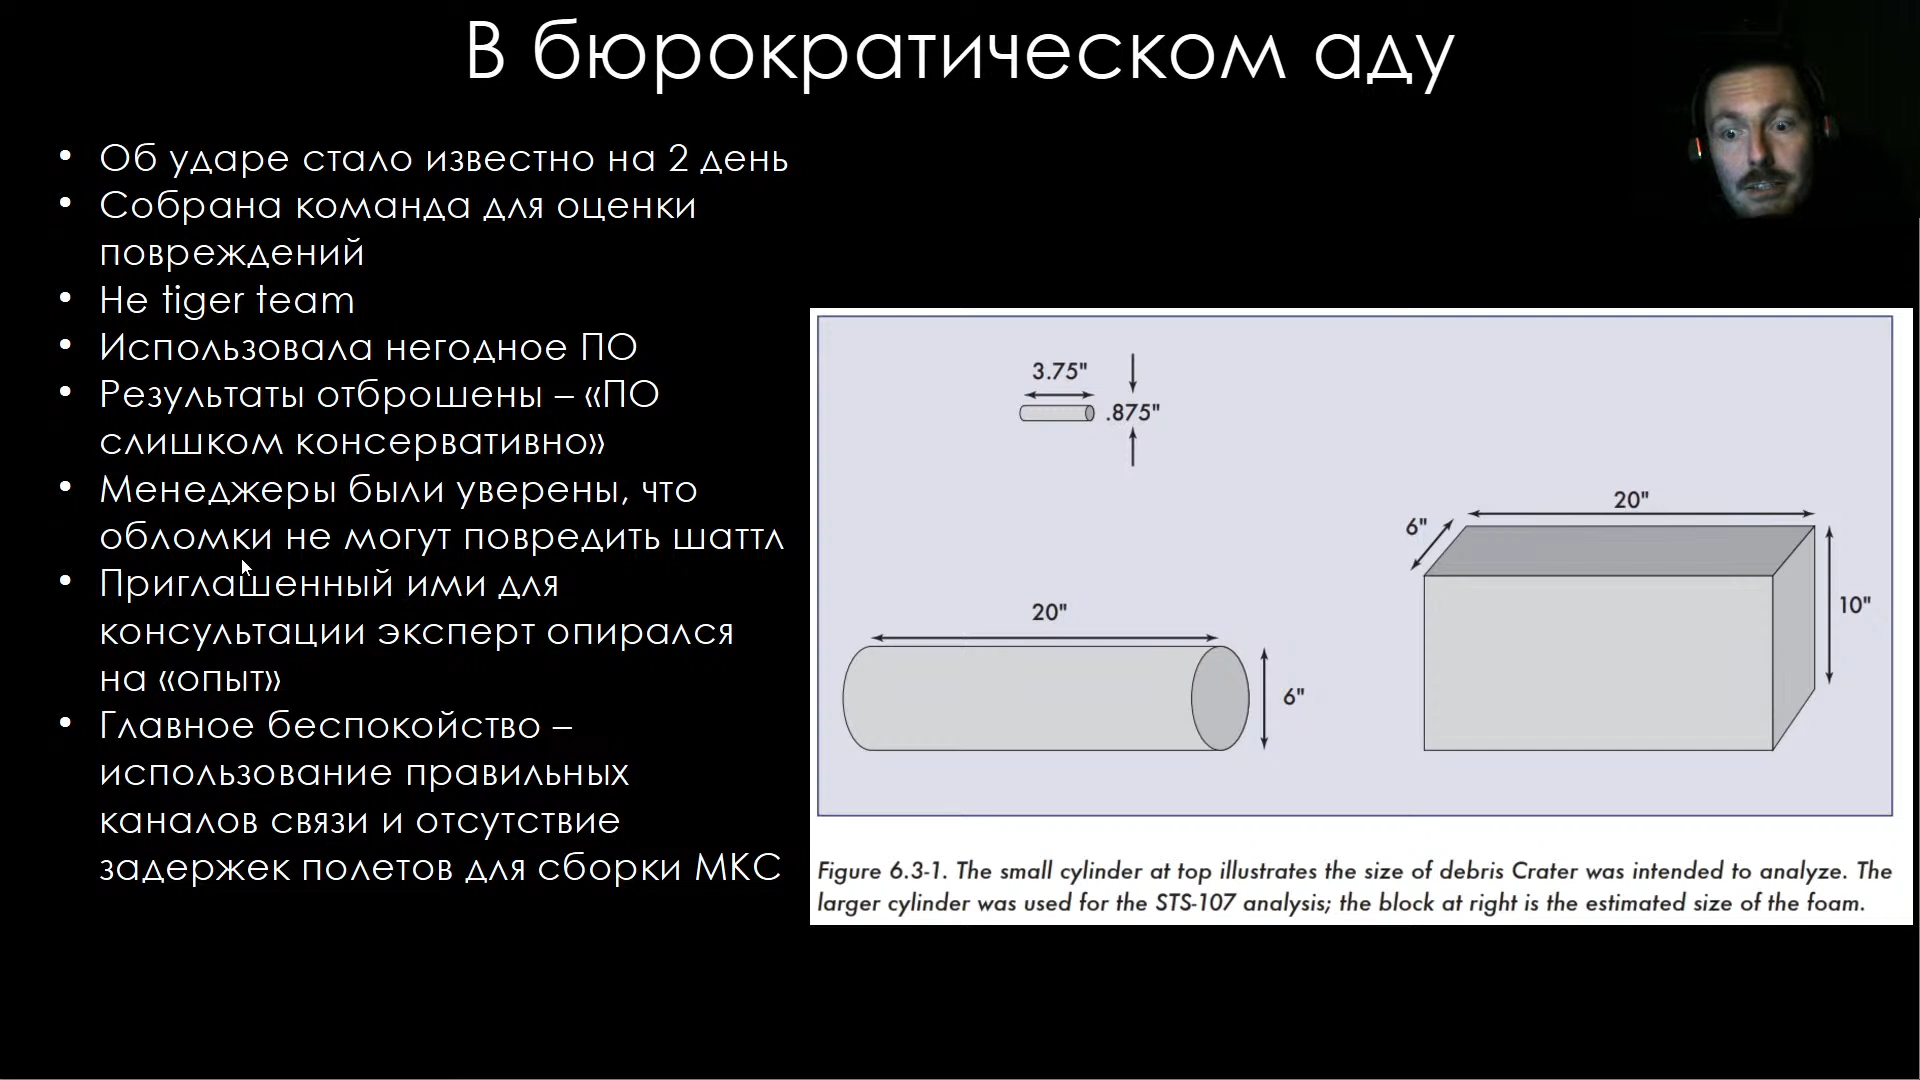 В бюрократическом аду
• Об ударе стало известно на 2 день
• Собрана команда для оценки
повреждений
• Не tiger team
• Использовала негодное ПО
• Результаты отброшены – «ПО
слишком консервативно»
• Менеджеры были уверены, что
обломки не могут повредить шаттл
• Приглашенный ими для
консультации эксперт опирался
на «опыт»
• Главное беспокойство –
использование правильных
каналов связи и отсутствие
задержек полетов для сборки МКС
3.75"
.875"
20"
6"
20"
6"
10"
Figure 6.3-1. The small cylinder at top illustrates the size of debris Crater was intended to analyze. The
larger cylinder was used for the STS-107 analysis; the block at right is the estimated size of the foam.